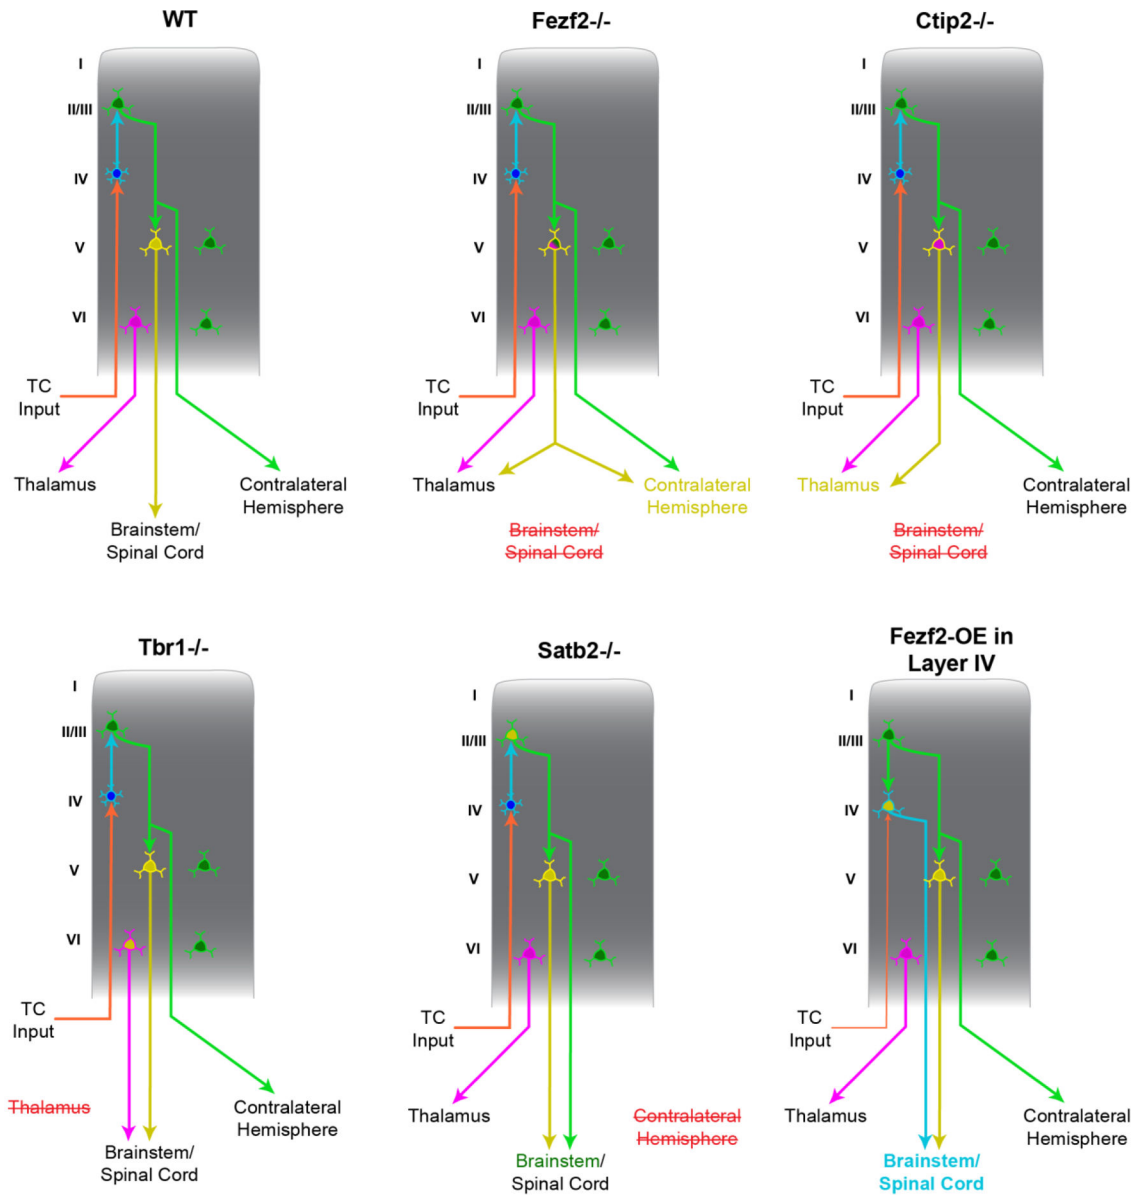 WT
I
II/III
IV
V
VI
TC
Input
Thalamus
Contralateral
Hemisphere
Brainstem/
Spinal Cord
Fezf2-/-
I
II/III
IV
V
VI
TC
Input
Thalamus
Contralateral
Hemisphere
Brainstem/
Spinal Cord
Ctip2-/-
I
II/III
IV
V
VI
TC
Input
Thalamus
Contralateral
Hemisphere
Brainstem/
Spinal Cord
Tbr1-/-
I
II/III
IV
V
VI
TC
Input
Thalamus
Contralateral
Hemisphere
Brainstem/
Spinal Cord
Satb2-/-
I
II/III
IV
V
VI
TC
Input
Thalamus
Contralateral
Hemisphere
Brainstem/
Spinal Cord
Fezf2-OE in
Layer IV
I
II/III
IV
V
VI
TC
Input
Thalamus
Contralateral
Hemisphere
Brainstem/
Spinal Cord